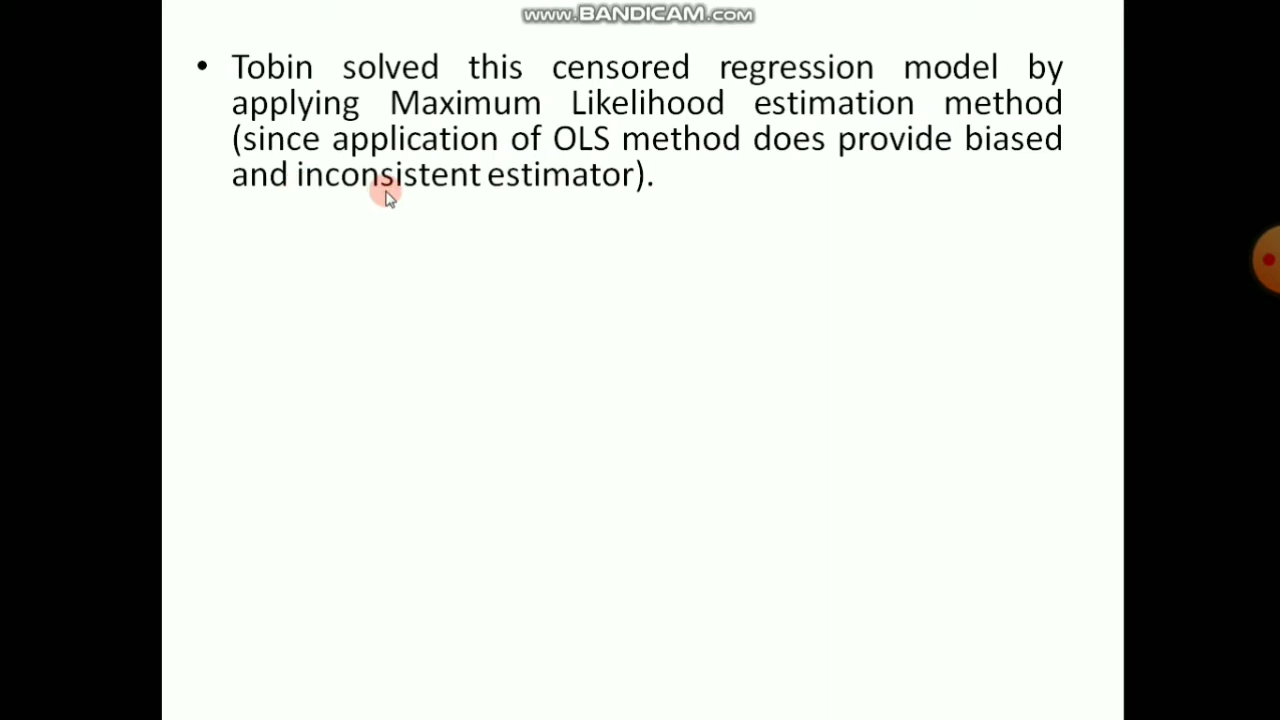 www.BANDICAM.com
• Tobin solved this censored regression model by
applying Maximum Likelihood estimation method
(since application of OLS method does provide biased
and inconsistent estimator).